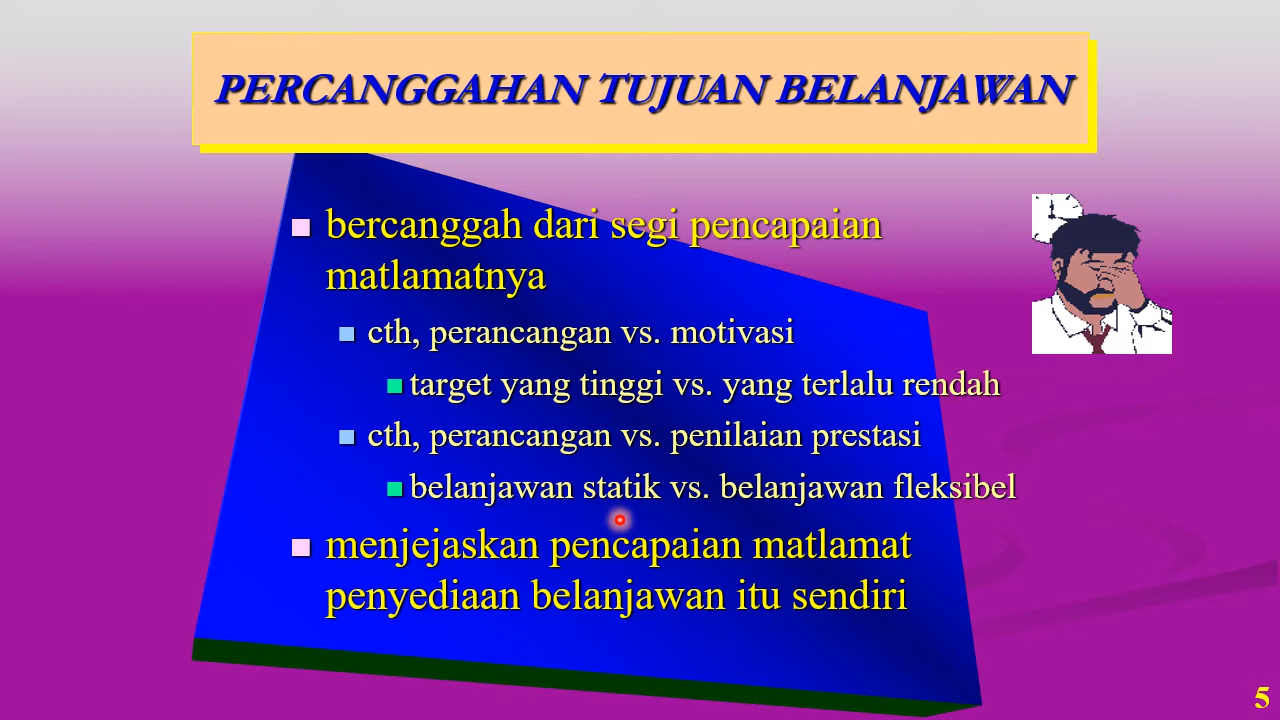 PERCANGGAHAN TUJUAN BELANJAWAN
bercanggah dari segi pencapaian
matlamatnya
cth, perancangan vs. motivasi
target yang tinggi vs. yang terlalu rendah
cth, perancangan vs. penilaian prestasi
belanjawan statik vs. belanjawan fleksibel
menjejaskan pencapaian matlamat
penyediaan belanjawan itu sendiri
5